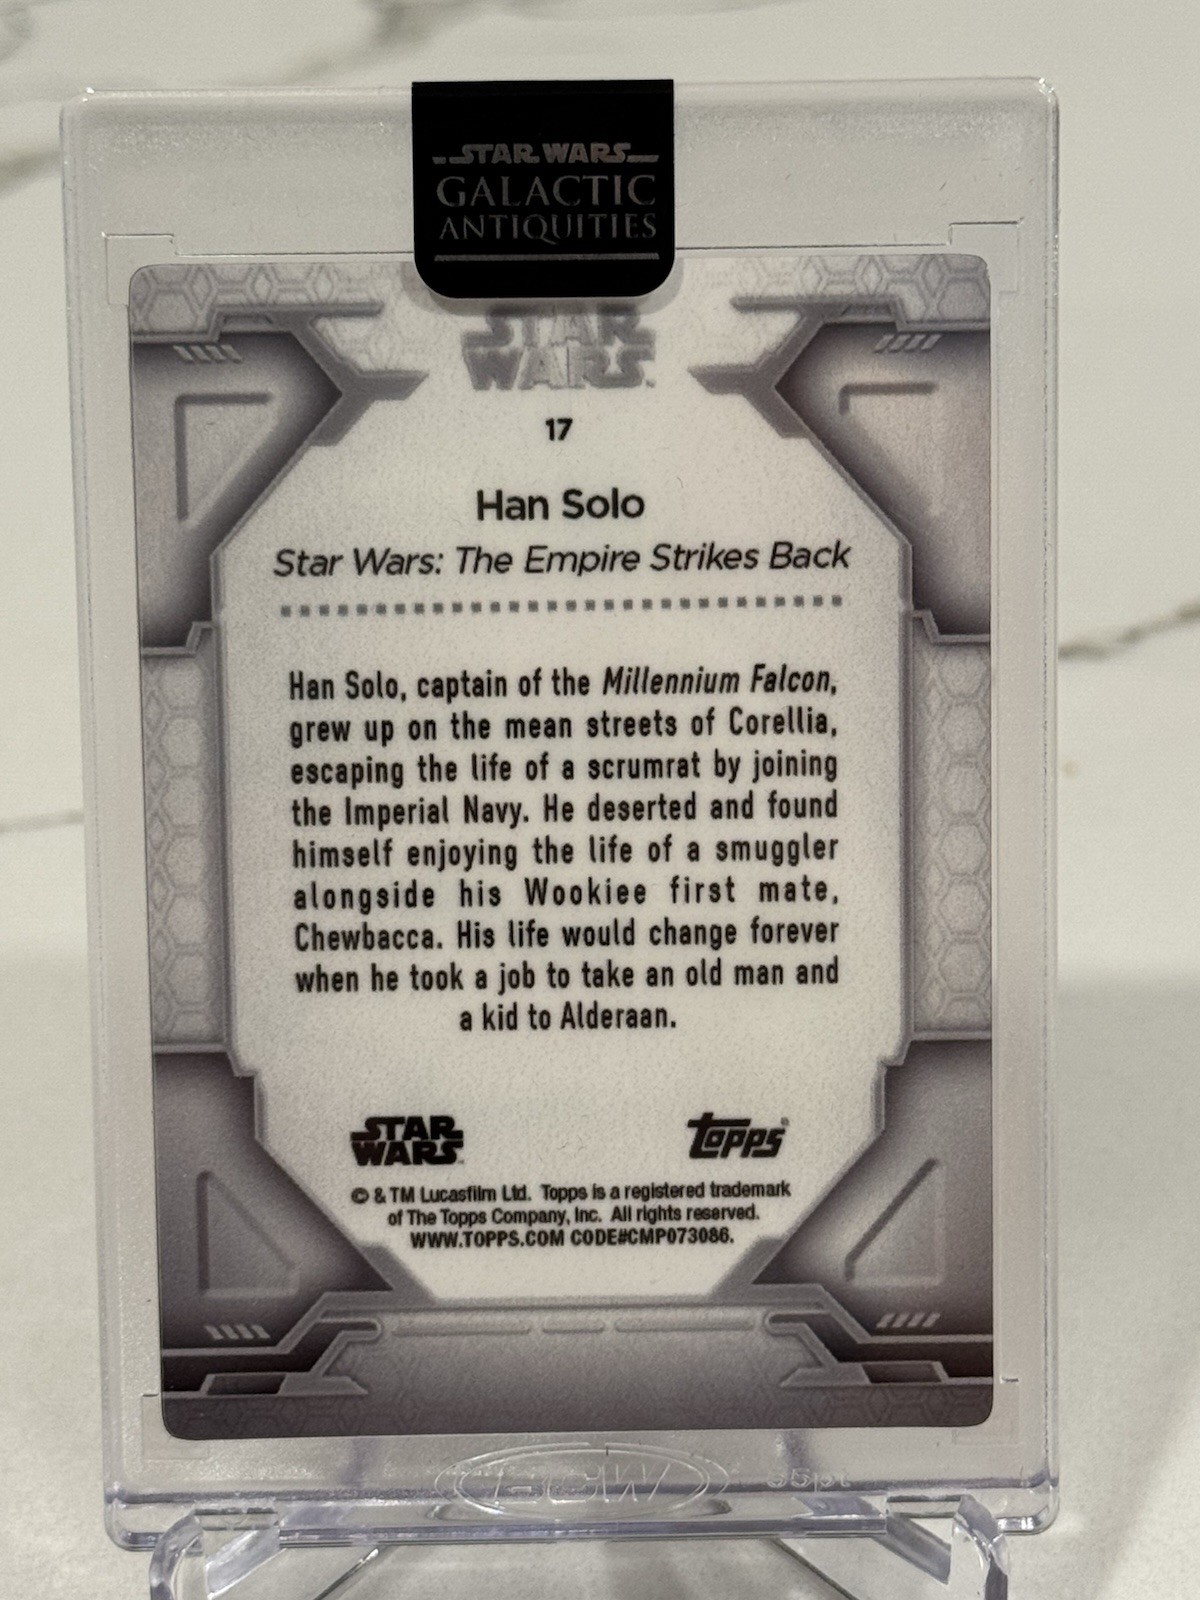 STAR WARS
GALACTIC
ANTIQUITIES
STAR
WARS
17
Han Solo
Star Wars: The Empire Strikes Back
Han Solo, captain of the Millennium Falcon,
grew up on the mean streets of Corellia,
escaping the life of a scrumrat by joining
the Imperial Navy. He deserted and found
himself enjoying the life of a smuggler
alongside his Wookiee first mate,
Chewbacca. His life would change forever
when he took a job to take an old man and
a kid to Alderaan.
STAR
WARS
topps®
© & TM Lucasfilm Ltd. Topps is a registered trademark
of The Topps Company, Inc. All rights reserved.
WWW.TOPPS.COM CODE#CMP073086.